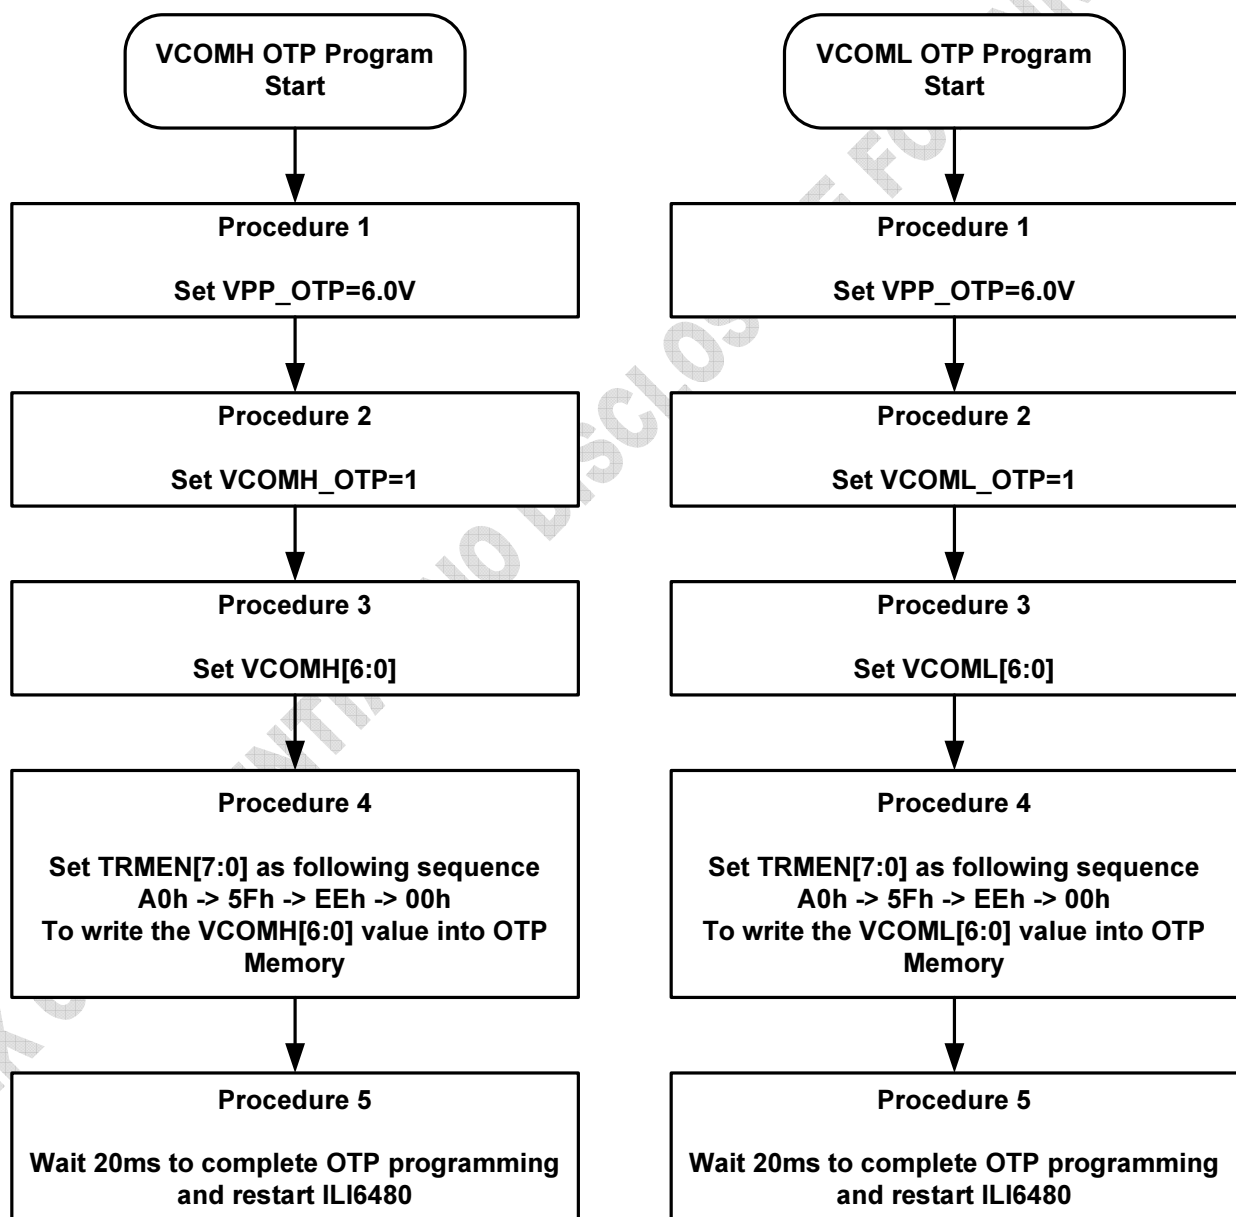 VCOMH OTP Program
Start
Procedure 1
Set VPP_OTP=6.0V
Procedure 2
Set VCOMH_OTP=1
Procedure 3
Set VCOMH[6:0]
Procedure 4
Set TRMEN[7:0] as following sequence
A0h -> 5Fh -> EEh -> 00h
To write the VCOMH[6:0] value into OTP
Memory
Procedure 5
Wait 20ms to complete OTP programming
and restart ILI6480
VCOML OTP Program
Start
Procedure 1
Set VPP_OTP=6.0V
Procedure 2
Set VCOML_OTP=1
Procedure 3
Set VCOML[6:0]
Procedure 4
Set TRMEN[7:0] as following sequence
A0h -> 5Fh -> EEh -> 00h
To write the VCOML[6:0] value into OTP
Memory
Procedure 5
Wait 20ms to complete OTP programming
and restart ILI6480
NO